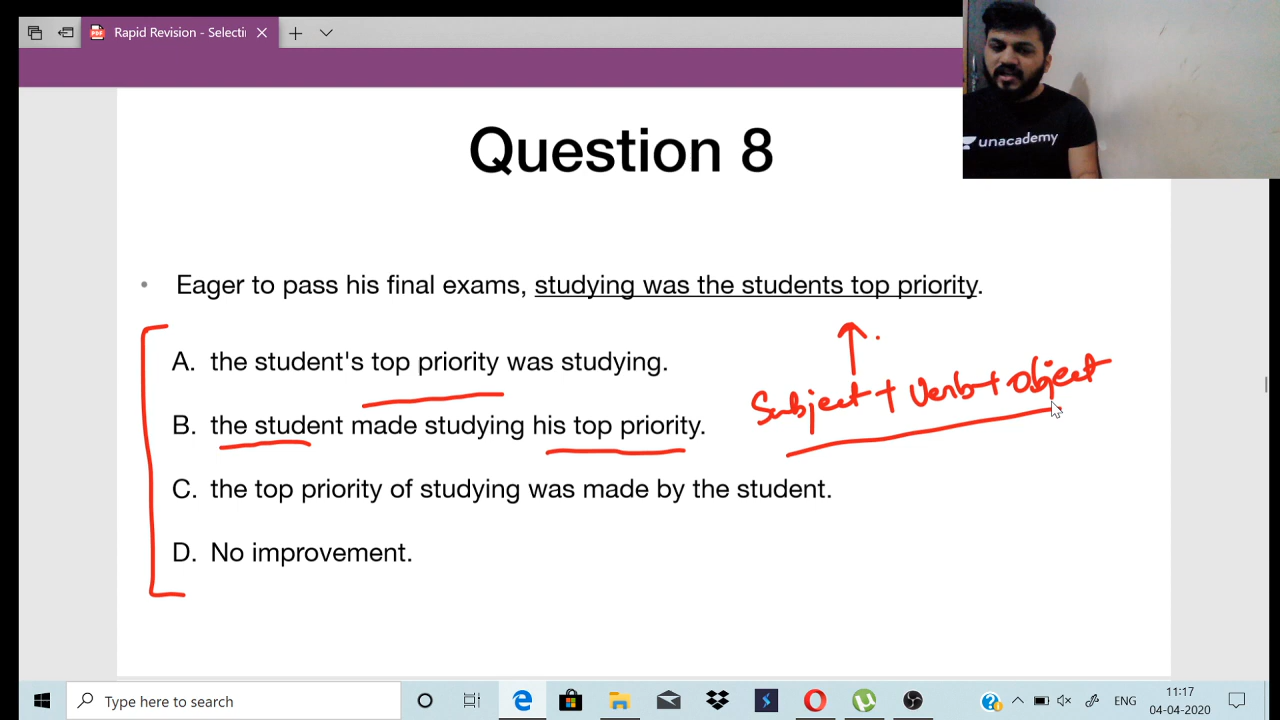 Rapid Revision - Selecti
unacademy
Question 8
• Eager to pass his final exams, studying was the students top priority.
A. the student's top priority was studying.
Subject + Verb + Object
B. the student made studying his top priority.
C. the top priority of studying was made by the student.
D. No improvement.
Type here to search
ENG
11:17
04-04-2020